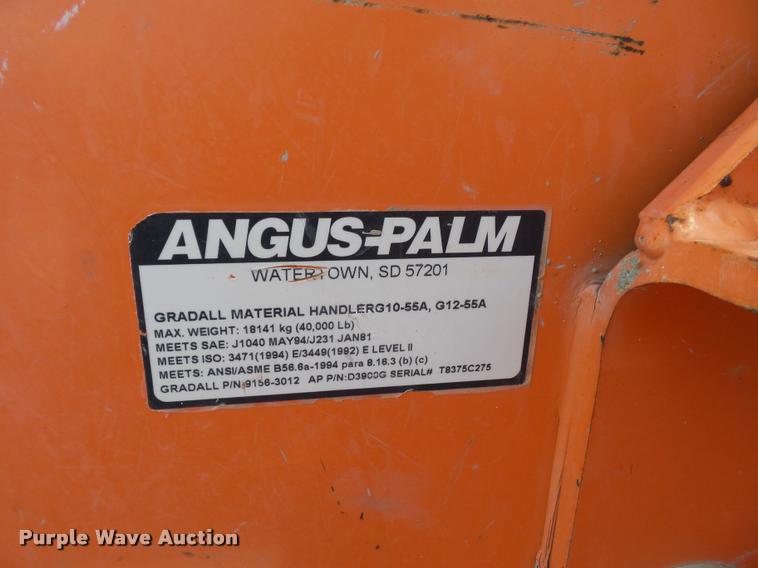 ANGUS-PALM
WATERTOWN, SD 57201
GRADALL MATERIAL HANDLERG10-55A, G12-55A
MAX. WEIGHT: 18141 kg (40,000 Lb)
MEETS SAE: J1040 MAY94/J231 JAN81
MEETS ISO: 3471(1994) E/3449(1992) E LEVEL II
MEETS: ANSI/ASME B56.6a-1994 para 8.16.3 (b) (c)
GRADALL P/N 9156-3012 AP P/N:D3900G SERIAL# T8375C275
Purple Wave Auction